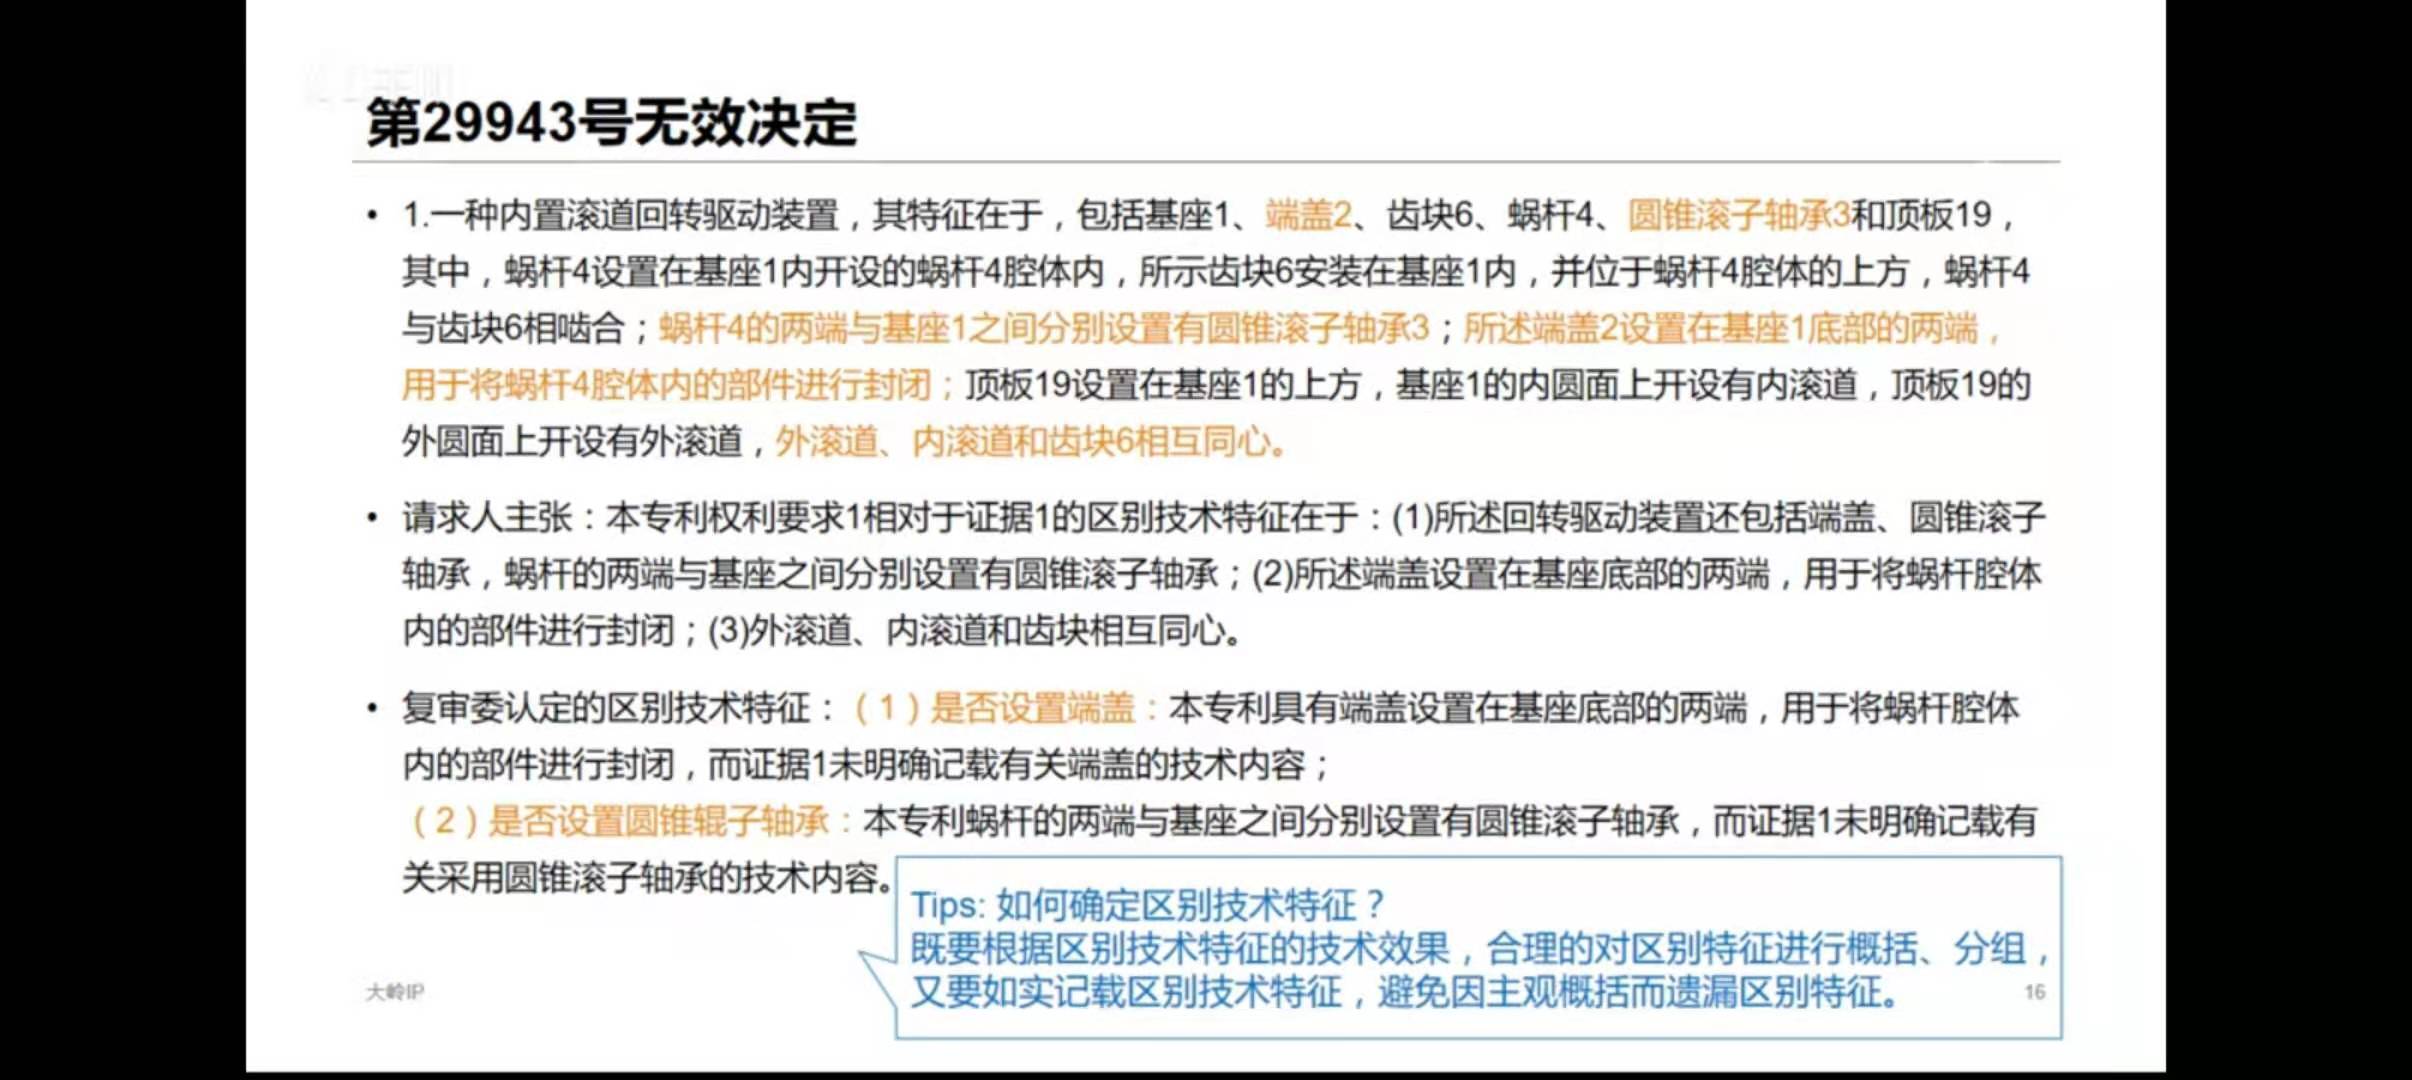 第29943号无效决定
• 1.一种内置滚道回转驱动装置，其特征在于，包括基座1、端盖2、齿块6、蜗杆4、圆锥滚子轴承3和顶板19，
其中，蜗杆4设置在基座1内开设的蜗杆4腔体内，所示齿块6安装在基座1内，并位于蜗杆4腔体的上方，蜗杆4
与齿块6相啮合；蜗杆4的两端与基座1之间分别设置有圆锥滚子轴承3；所述端盖2设置在基座1底部的两端，
用于将蜗杆4腔体内的部件进行封闭；顶板19设置在基座1的上方，基座1的内圆面上开设有内滚道，顶板19的
外圆面上开设有外滚道，外滚道、内滚道和齿块6相互同心。
• 请求人主张：本专利权利要求1相对于证据1的区别技术特征在于：(1)所述回转驱动装置还包括端盖、圆锥滚子
轴承，蜗杆的两端与基座之间分别设置有圆锥滚子轴承；(2)所述端盖设置在基座底部的两端，用于将蜗杆腔体
内的部件进行封闭；(3)外滚道、内滚道和齿块相互同心。
• 复审委认定的区别技术特征：（1）是否设置端盖：本专利具有端盖设置在基座底部的两端，用于将蜗杆腔体
内的部件进行封闭，而证据1未明确记载有关端盖的技术内容；
（2）是否设置圆锥辊子轴承：本专利蜗杆的两端与基座之间分别设置有圆锥滚子轴承，而证据1未明确记载有
关采用圆锥滚子轴承的技术内容。
Tips: 如何确定区别技术特征？
既要根据区别技术特征的技术效果，合理的对区别特征进行概括、分组，
又要如实记载区别技术特征，避免因主观概括而遗漏区别特征。
大岭IP
16